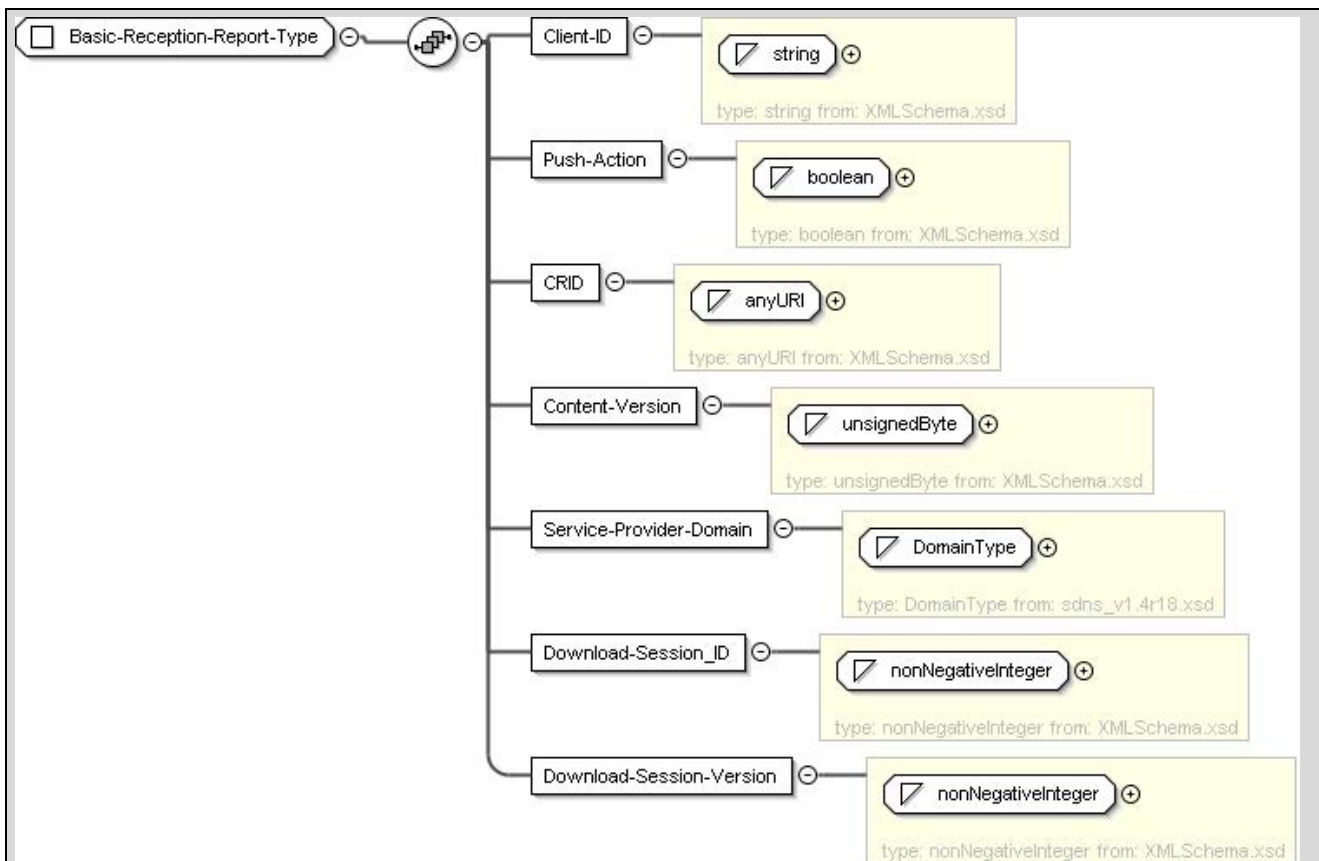 Basic-Reception-Report-Type
Client-ID
string
type: string from: XMLSchema.xsd
Push-Action
boolean
type: boolean from: XMLSchema.xsd
CRID
anyURI
type: anyURI from: XMLSchema.xsd
Content-Version
unsignedByte
type: unsignedByte from: XMLSchema.xsd
Service-Provider-Domain
DomainType
type: DomainType from: sdns_v1.4r18.xsd
Download-Session_ID
nonNegativeInteger
type: nonNegativeInteger from: XMLSchema.xsd
Download-Session-Version
nonNegativeInteger
type: nonNegativeInteger from: XMLSchema.xsd